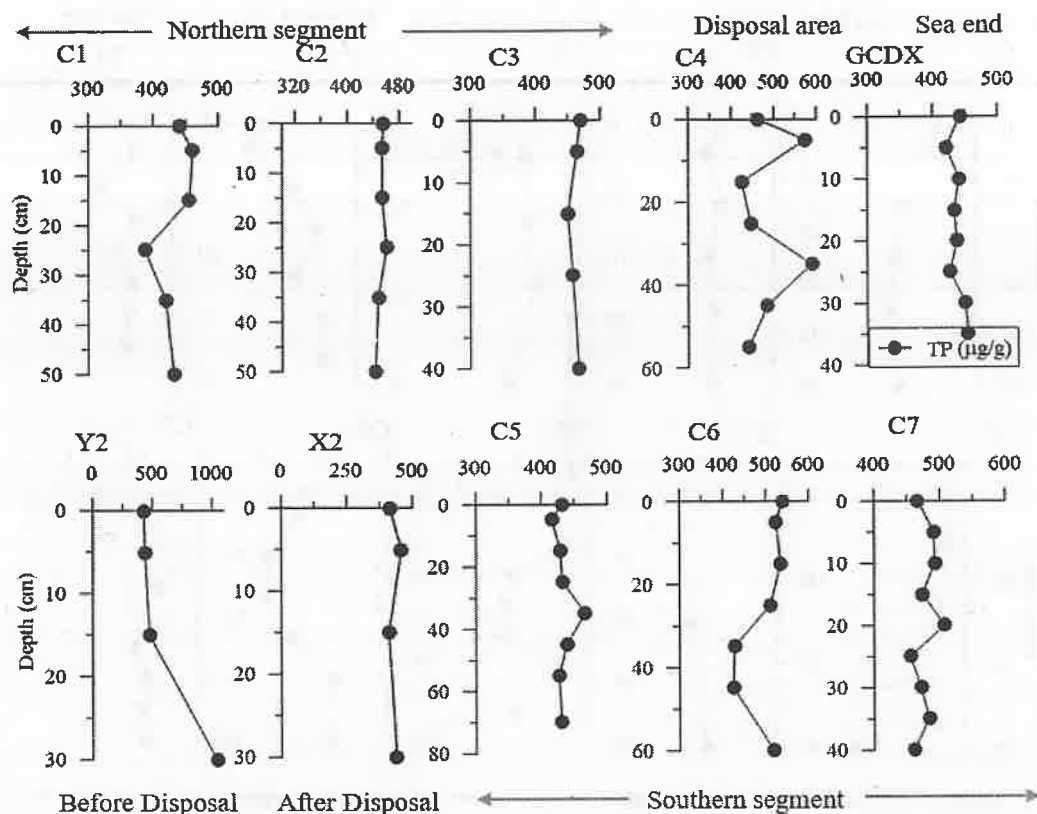 Northern segment Disposal area Sea end
C1 C2 C3 C4 GCDX
300 400 500 320 400 480 300 400 500 300 400 500 600 300 400 500
Depth (cm)
0 10 20 30 40 50
0 10 20 30 40 50
0 10 20 30 40
0 20 40 60
0 10 20 30 40
TP (μg/g)
Y2 X2 C5 C6 C7
0 500 1000 0 250 500 300 400 500 300 400 500 600 400 500 600
Depth (cm)
0 10 20 30
0 10 20 30
0 20 40 60 80
0 20 40 60
0 10 20 30 40
Before Disposal After Disposal Southern segment